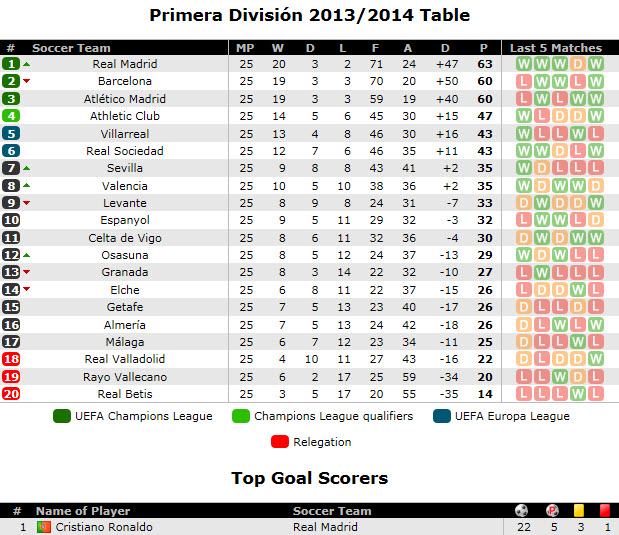 Primera División 2013/2014 Table
# Soccer Team MP W D L F A D P Last 5 Matches
1 Real Madrid 25 20 3 2 71 24 +47 63 W W W D W
2 Barcelona 25 19 3 3 70 20 +50 60 L W W L W
3 Atlético Madrid 25 19 3 3 59 19 +40 60 L W L W W
4 Athletic Club 25 14 5 6 45 30 +15 47 W L D D W
5 Villarreal 25 13 4 8 46 30 +16 43 W L L W L
6 Real Sociedad 25 12 7 6 46 35 +11 43 W W D L W
7 Sevilla 25 9 8 8 43 41 +2 35 W D L L L
8 Valencia 25 10 5 10 38 36 +2 35 W D W W D
9 Levante 25 8 9 8 24 31 -7 33 D W D D W
10 Espanyol 25 9 5 11 29 32 -3 32 L W W L D
11 Celta de Vigo 25 8 6 11 32 36 -4 30 D W D W W
12 Osasuna 25 8 5 12 24 37 -13 29 W D W L L
13 Granada 25 8 3 14 22 32 -10 27 L W L L L
14 Elche 25 6 8 11 22 37 -15 26 L D D W L
15 Getafe 25 7 5 13 23 40 -17 26 D L L D L
16 Almería 25 7 5 13 24 42 -18 26 D L W L W
17 Málaga 25 6 7 12 23 34 -11 25 D L L W L
18 Real Valladolid 25 4 10 11 27 43 -16 22 D L D D W
19 Rayo Vallecano 25 6 2 17 25 59 -34 20 L L W D L
20 Real Betis 25 3 5 17 20 55 -35 14 L L L W L
UEFA Champions League Champions League qualifiers UEFA Europa League
Relegation
Top Goal Scorers
# Name of Player Soccer Team P
1 Cristiano Ronaldo Real Madrid 22 5 3 1